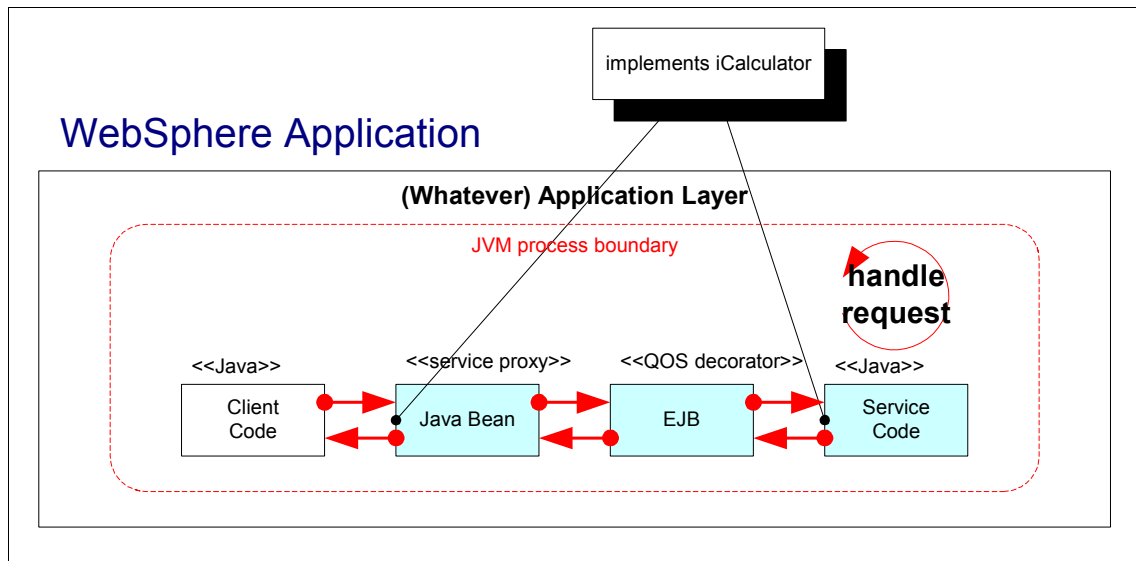 implements iCalculator
WebSphere Application
(Whatever) Application Layer
JVM process boundary
handle
request
<<Java>>
<<service proxy>>
<<QOS decorator>>
<<Java>>
Client
Code
Java Bean
EJB
Service
Code